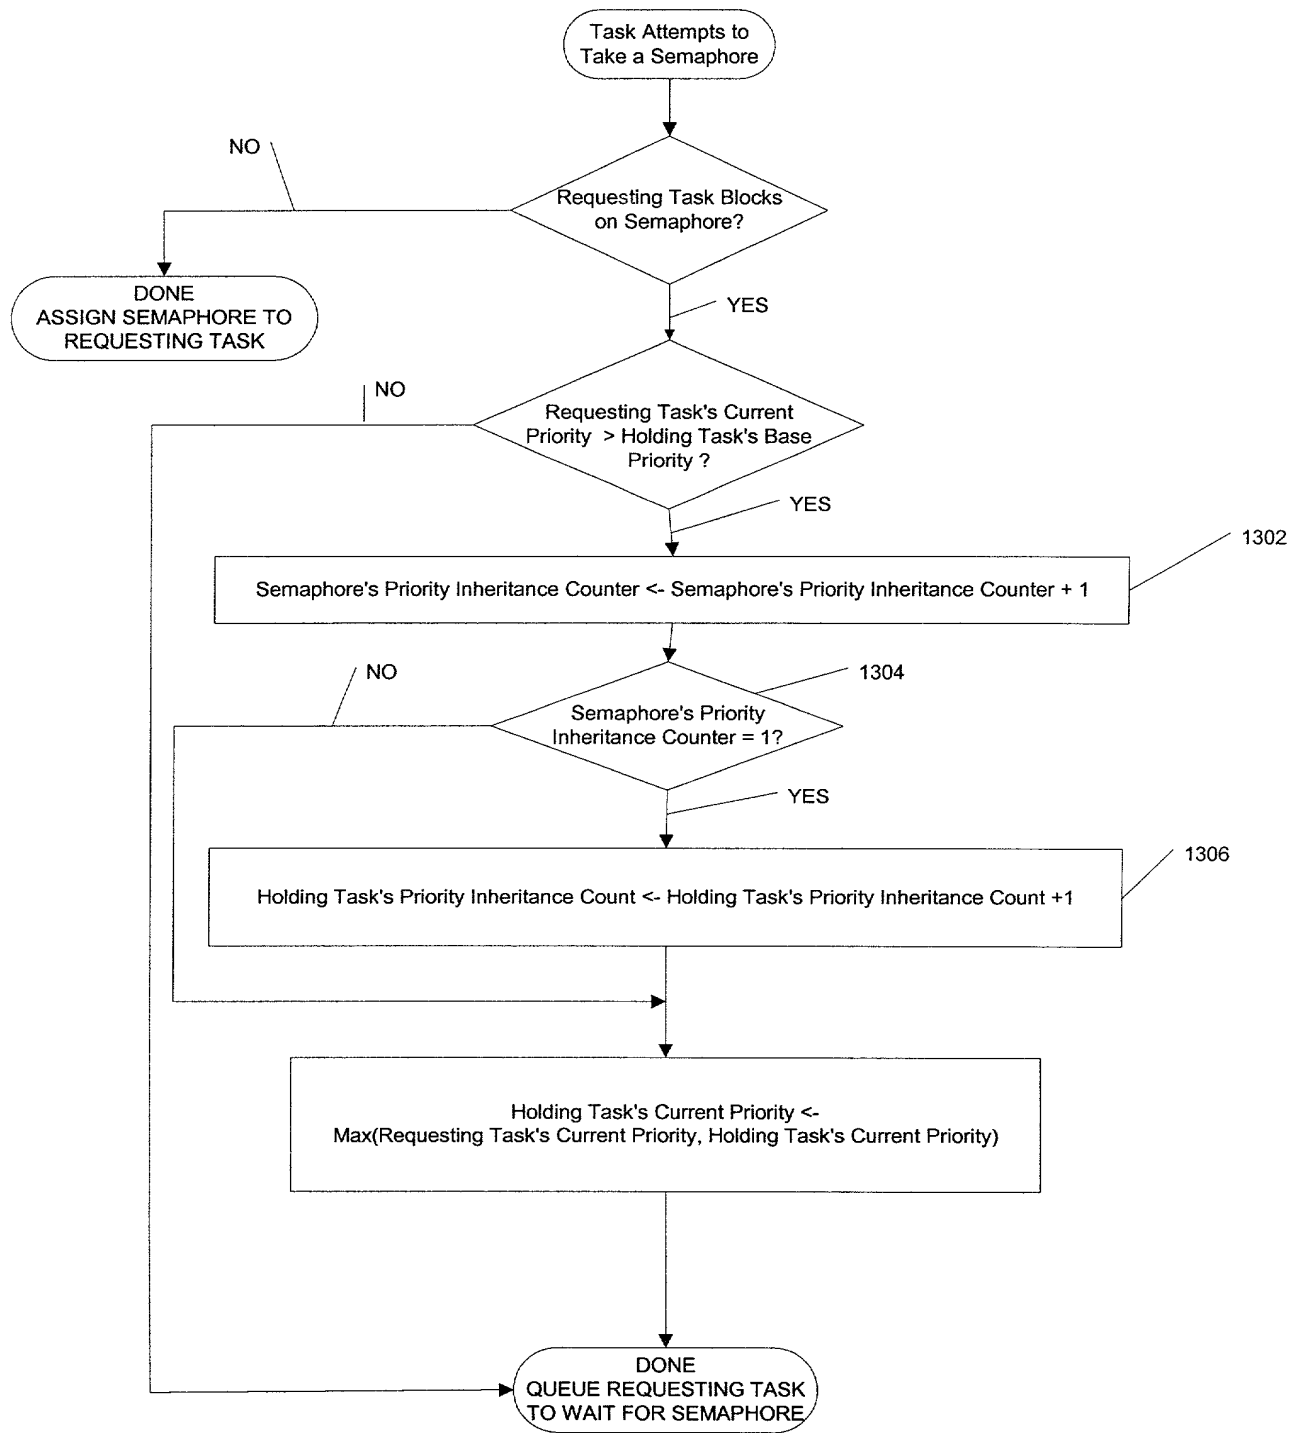 Task Attempts to
Take a Semaphore
NO
Requesting Task Blocks
on Semaphore?
DONE
ASSIGN SEMAPHORE TO
REQUESTING TASK
YES
NO
Requesting Task's Current
Priority > Holding Task's Base
Priority ?
YES
1302
Semaphore's Priority Inheritance Counter <- Semaphore's Priority Inheritance Counter + 1
NO
1304
Semaphore's Priority
Inheritance Counter = 1?
YES
1306
Holding Task's Priority Inheritance Count <- Holding Task's Priority Inheritance Count +1
Holding Task's Current Priority <-
Max(Requesting Task's Current Priority, Holding Task's Current Priority)
DONE
QUEUE REQUESTING TASK
TO WAIT FOR SEMAPHORE